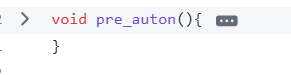 void pre_auton(){
}